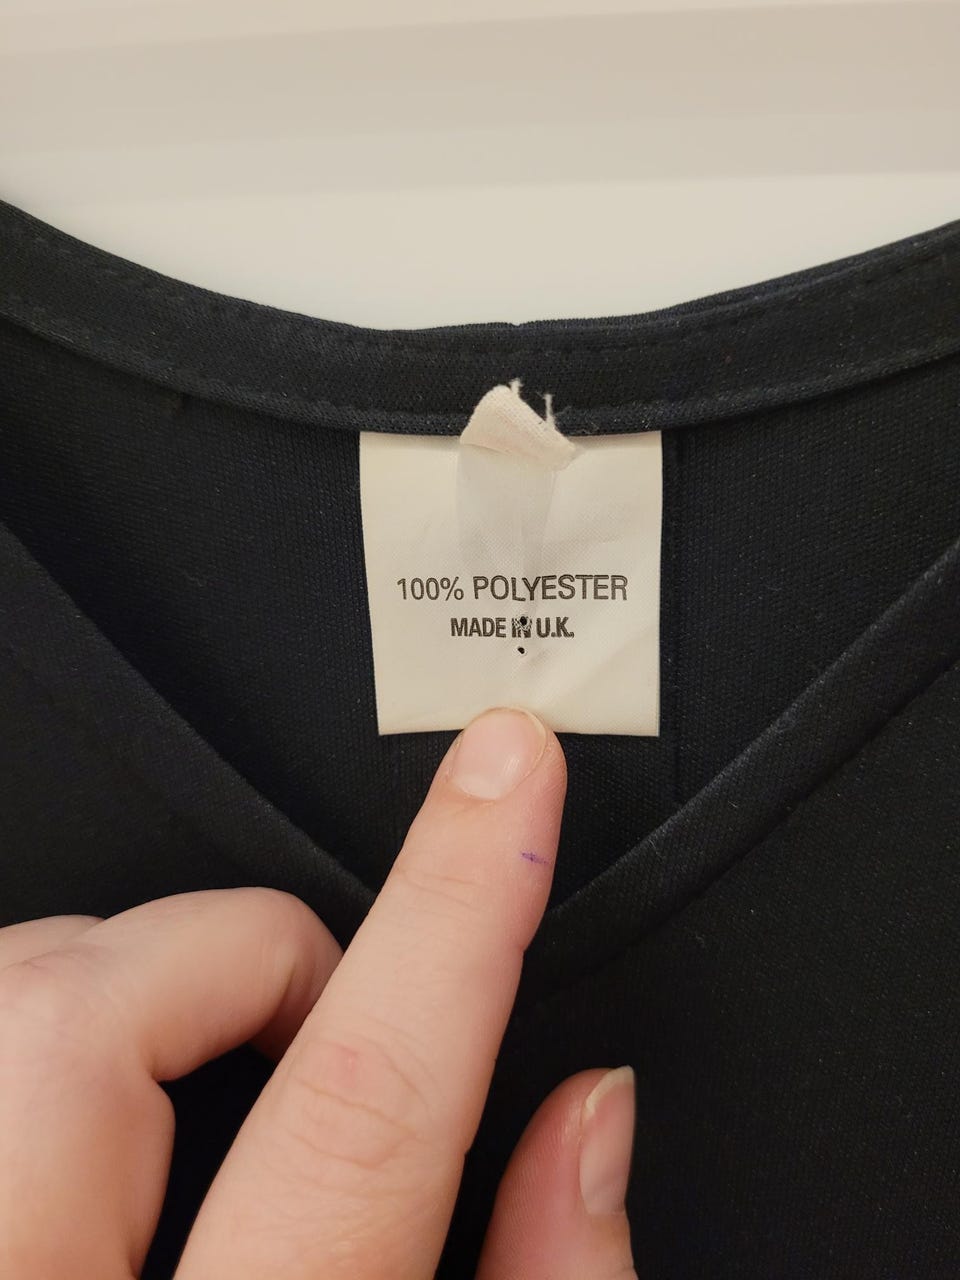 100% POLYESTER
MADE IN U.K.